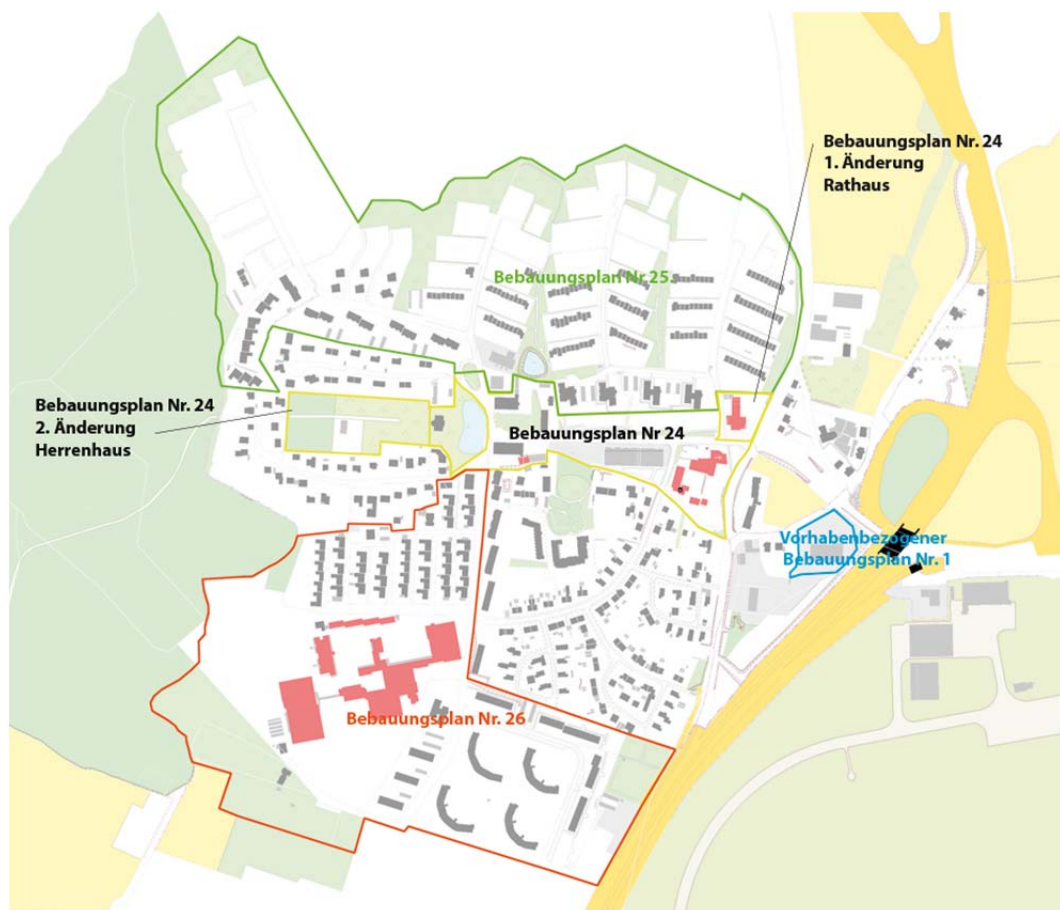 Bebauungsplan Nr. 24
1. Änderung
Rathaus
Bebauungsplan Nr 25.
Bebauungsplan Nr. 24
2. Änderung
Herrenhaus
Bebauungsplan Nr 24
Vorhabenbezogener
Bebauungsplan Nr. 1
Bebauungsplan Nr. 26